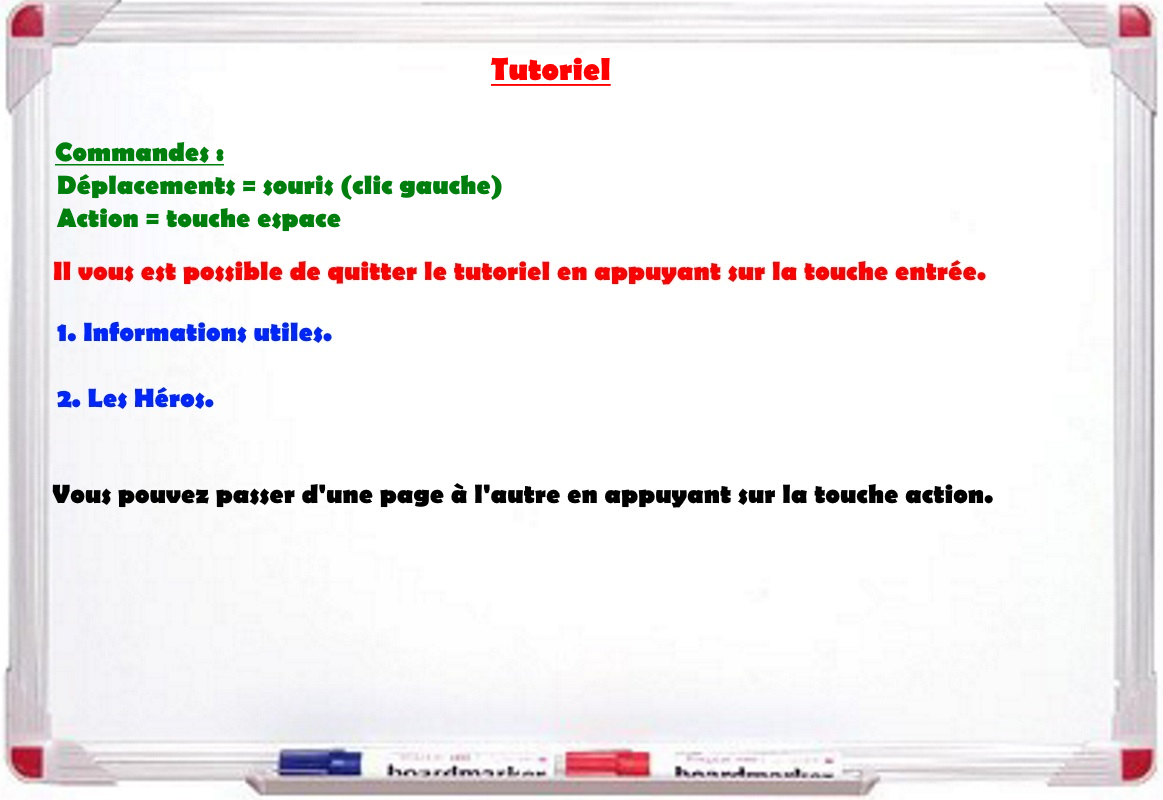 Tutoriel
Commandes :
Déplacements = souris (clic gauche)
Action = touche espace
Il vous est possible de quitter le tutoriel en appuyant sur la touche entrée.
1. Informations utiles.
2. Les Héros.
Vous pouvez passer d'une page à l'autre en appuyant sur la touche action.
boardmarker boardmarker